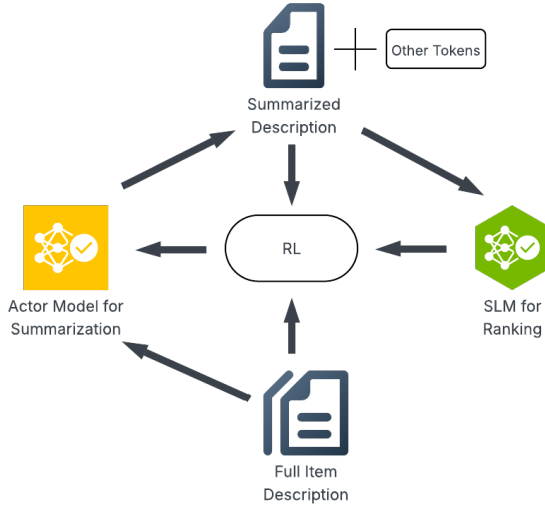 Other Tokens
Summarized
Description
RL
Actor Model for
Summarization
SLM for
Ranking
Full Item
Description